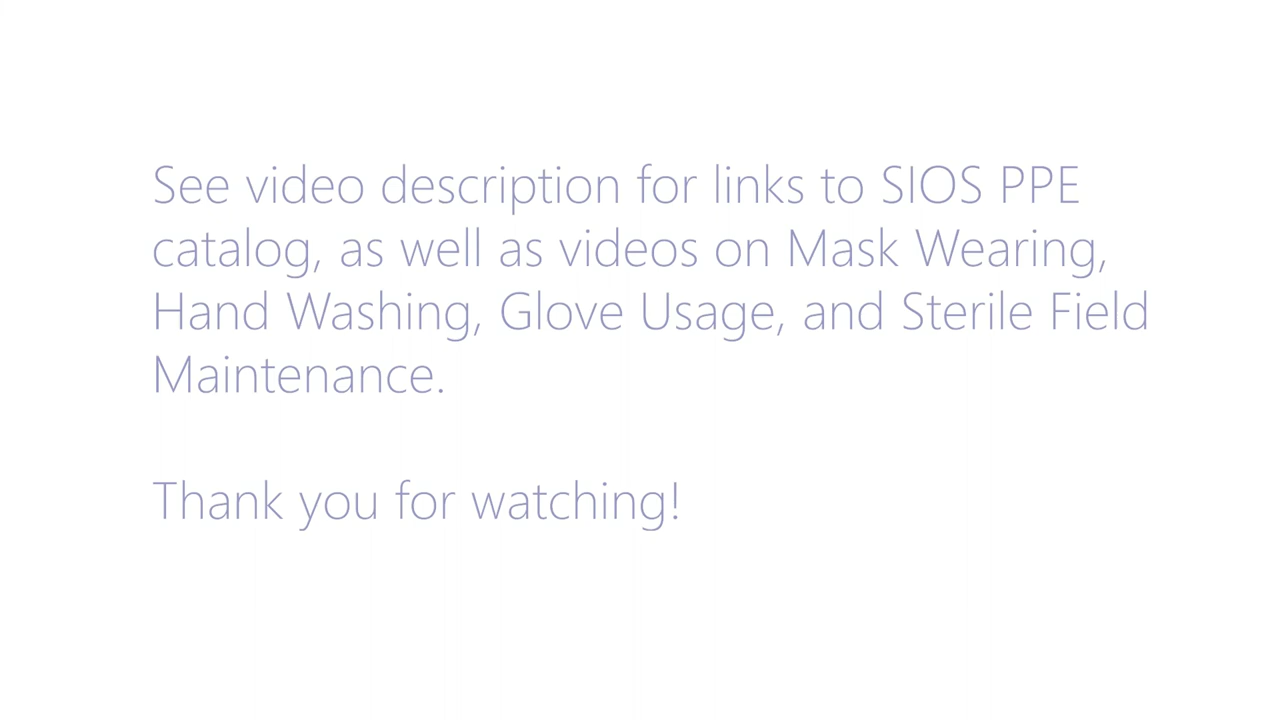 See video description for links to SIOS PPE
catalog, as well as videos on Mask Wearing,
Hand Washing, Glove Usage, and Sterile Field
Maintenance.
Thank you for watching!